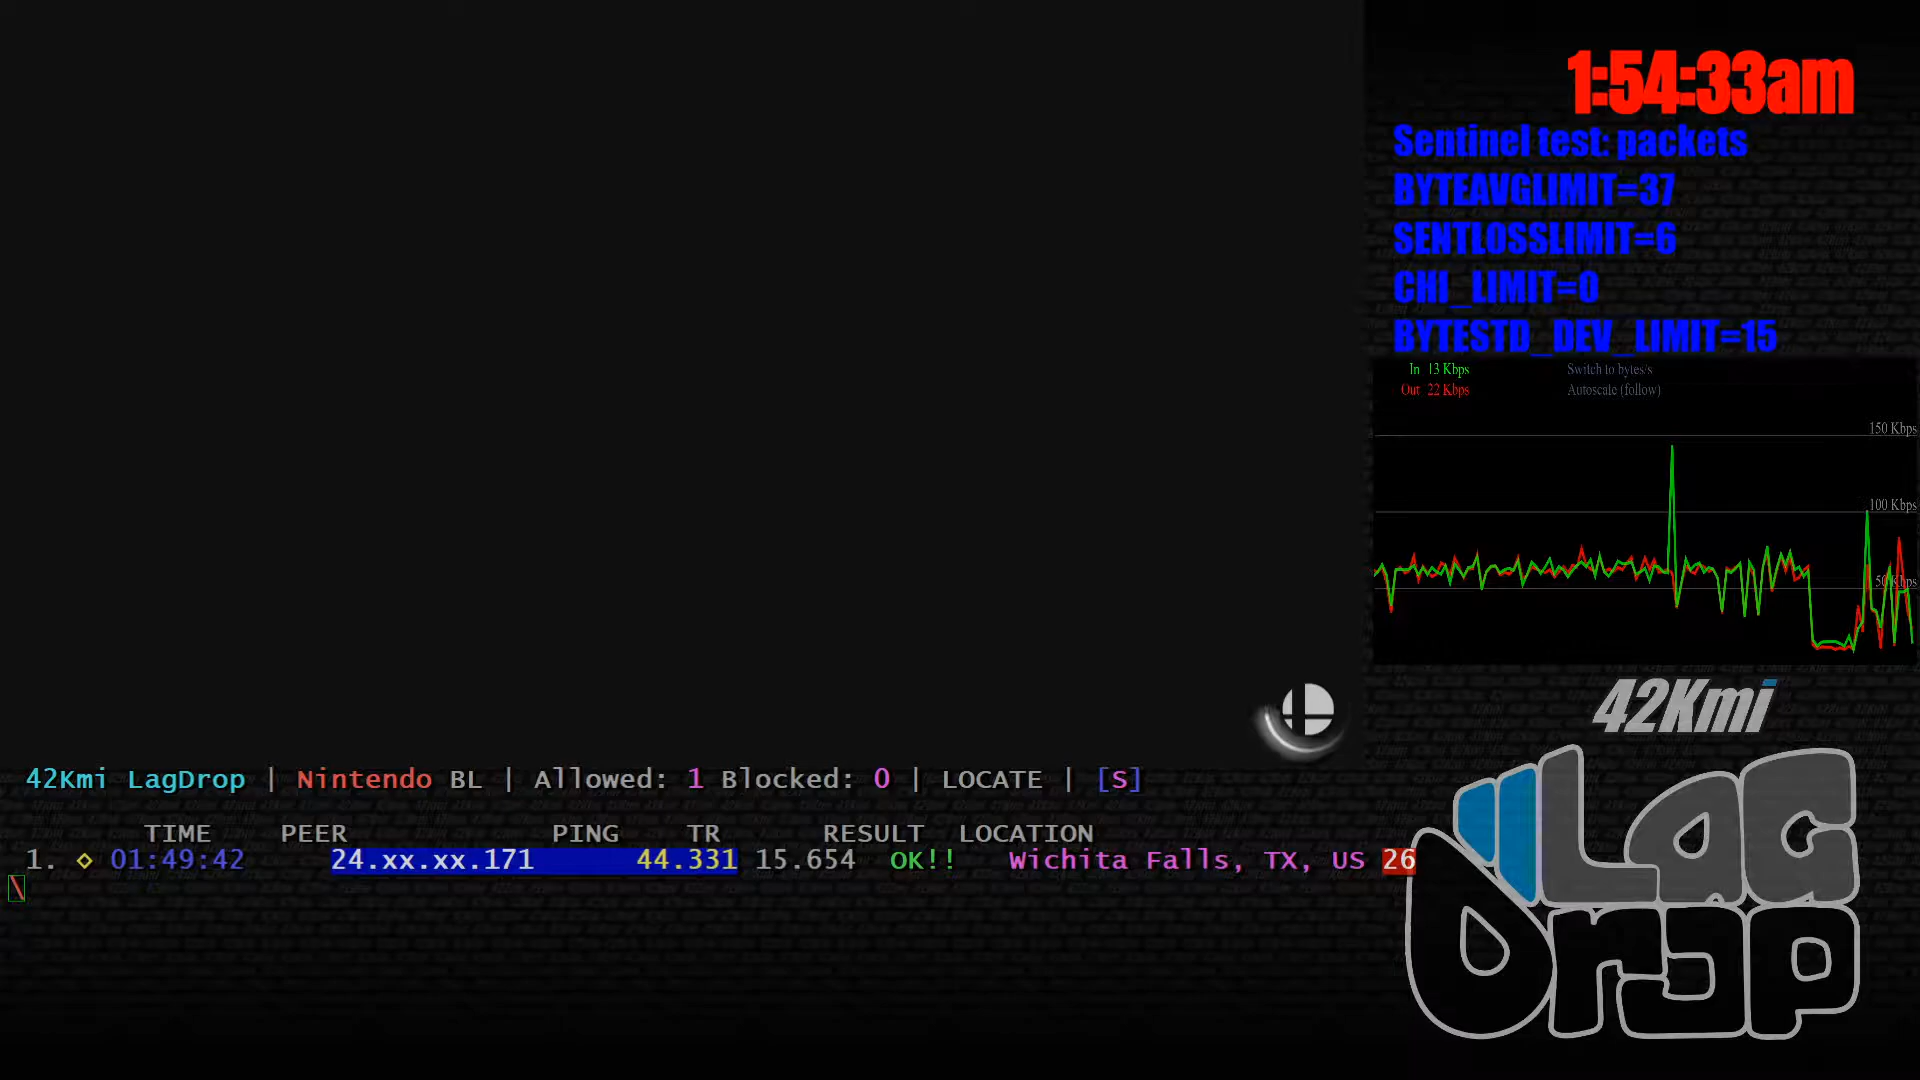 1:54:33am
Sentinel test: packets
BYTEAVGLIMIT=37
SENTLOSSLIMIT=6
CHI_LIMIT=0
BYTESTD_DEV_LIMIT=15
In 13 Kbps Switch to bytes/s
Out 22 Kbps Autoscale (follow)
150 Kbps
100 Kbps
50 Kbps
42Kmi
LAG
DrOp
42Kmi LagDrop | Nintendo BL | Allowed: 1 Blocked: 0 | LOCATE | [S]
TIME PEER PING TR RESULT LOCATION
1. ◇ 01:49:42 24.xx.xx.171 44.331 15.654 OK!! Wichita Falls, TX, US 26
\